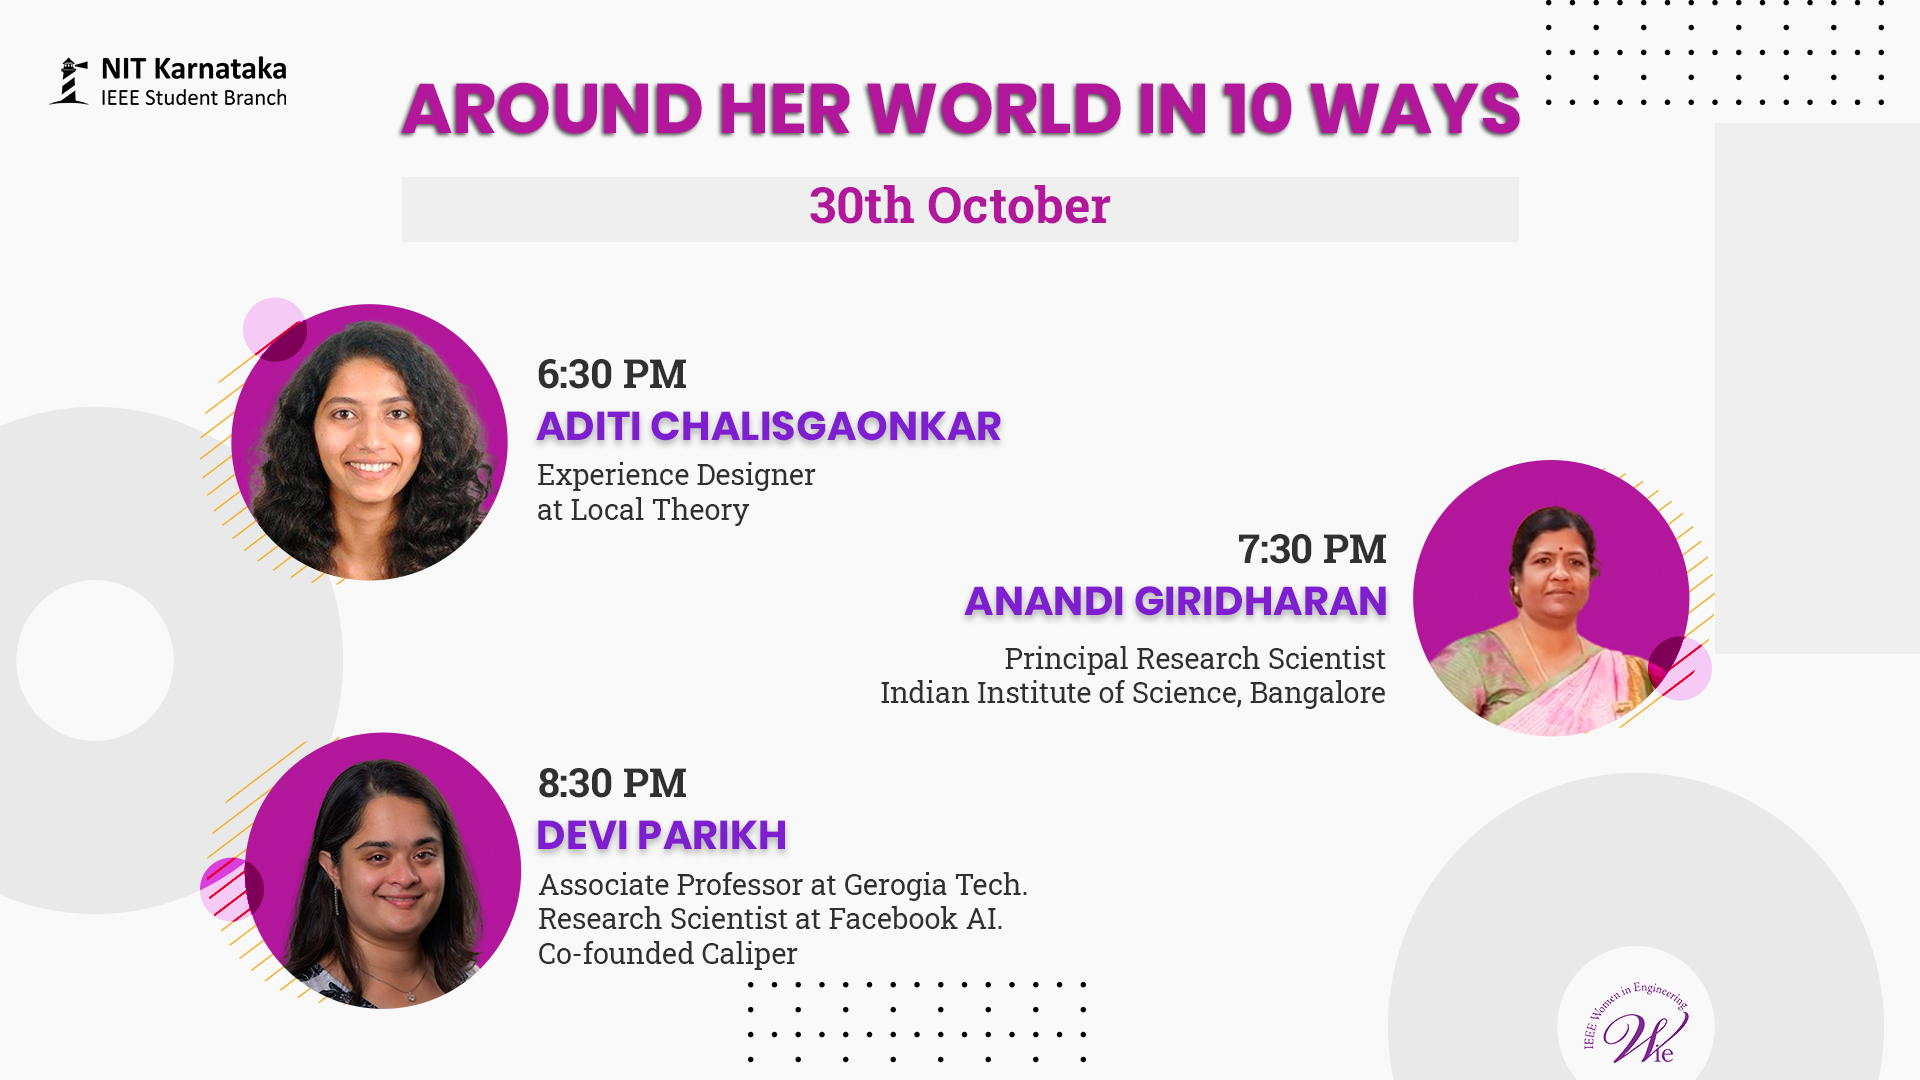 NIT Karnataka
IEEE Student Branch
AROUND HER WORLD IN 10 WAYS
30th October
6:30 PM
ADITI CHALISGAONKAR
Experience Designer
at Local Theory
7:30 PM
ANANDI GIRIDHARAN
Principal Research Scientist
Indian Institute of Science, Bangalore
8:30 PM
DEVI PARIKH
Associate Professor at Gerogia Tech.
Research Scientist at Facebook AI.
Co-founded Caliper
IEEE Women in Engineering
Wie